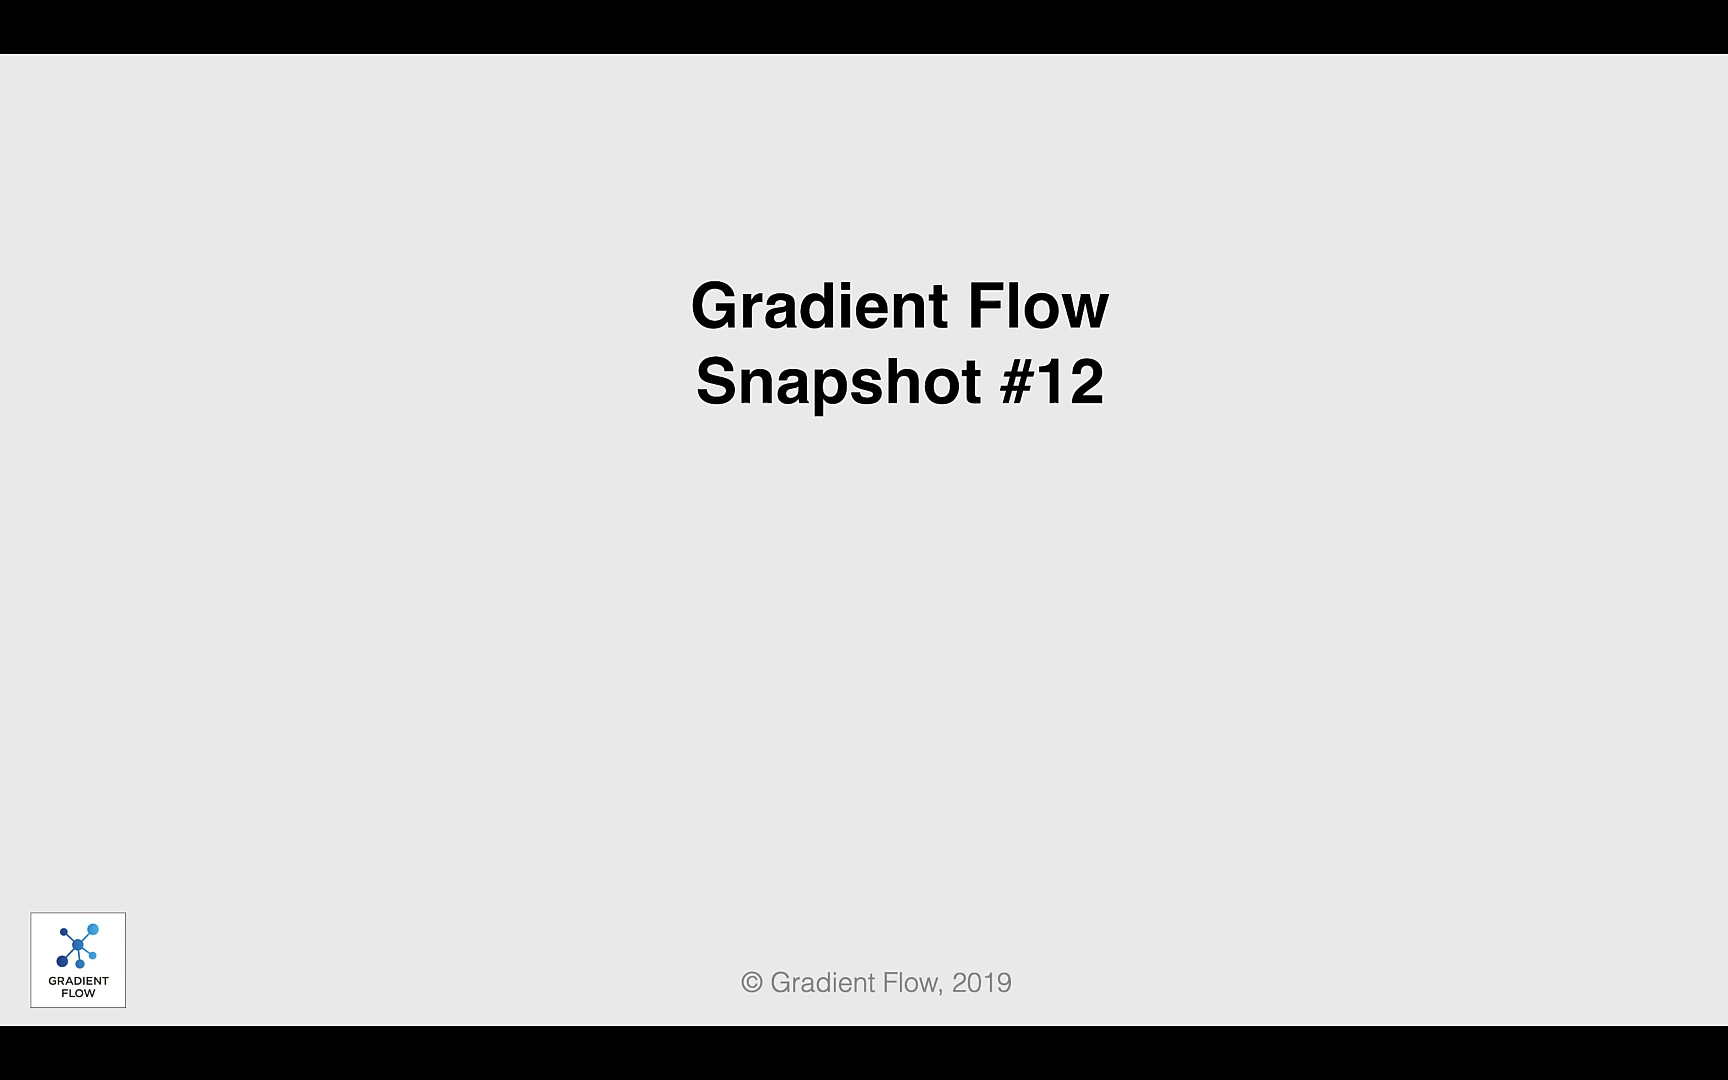 Gradient Flow
Snapshot #12
GRADIENT
FLOW
© Gradient Flow, 2019